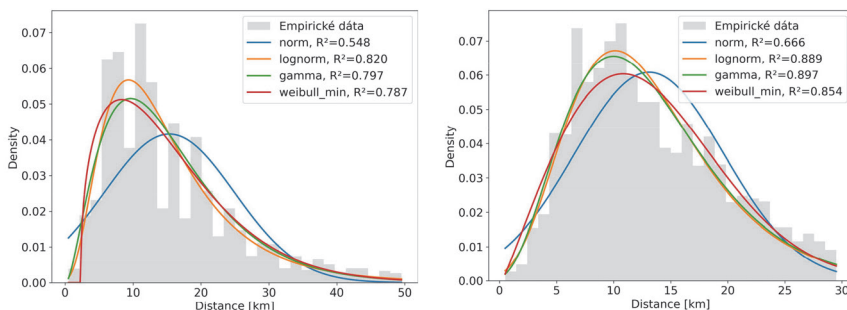 Empirické dáta
norm, R²=0.548
lognorm, R²=0.820
gamma, R²=0.797
weibull_min, R²=0.787
0.07
0.06
0.05
0.04
0.03
0.02
0.01
0.00
Density
0 10 20 30 40 50
Distance [km]
Empirické dáta
norm, R²=0.666
lognorm, R²=0.889
gamma, R²=0.897
weibull_min, R²=0.854
0.07
0.06
0.05
0.04
0.03
0.02
0.01
0.00
Density
0 5 10 15 20 25 30
Distance [km]